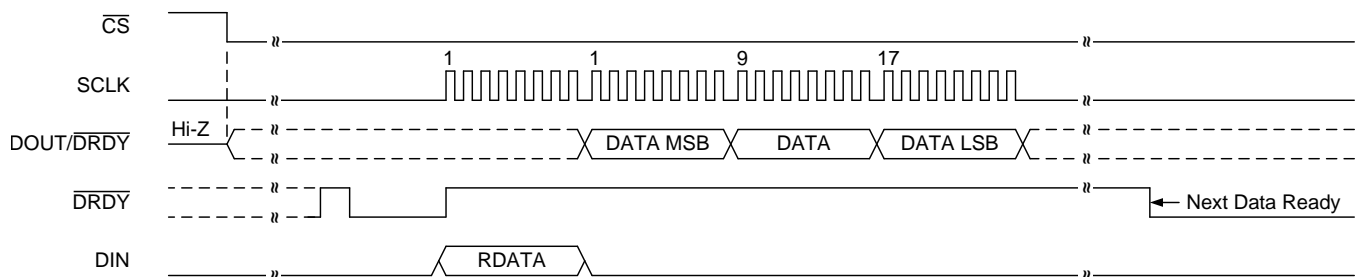 CS
1 1 9 17
SCLK
Hi-Z
DOUT/DRDY DATA MSB DATA DATA LSB
DRDY Next Data Ready
DIN RDATA